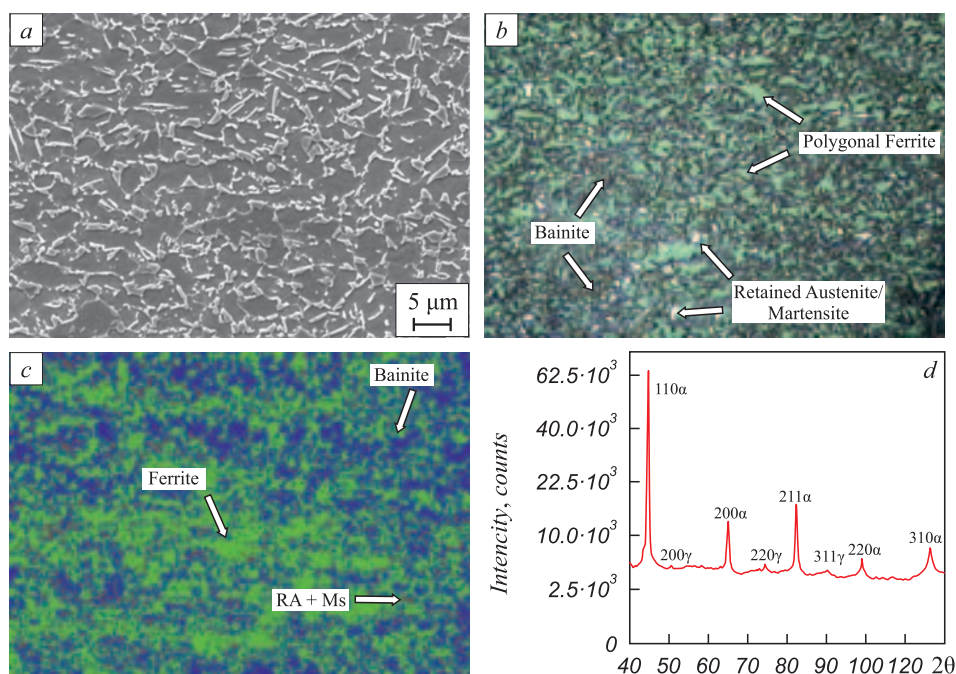 a
5 μm
b
Polygonal Ferrite
Bainite
Retained Austenite/
Martensite
c
Bainite
Ferrite
RA + Ms
d
Intencity, counts
62.5·10³
40.0·10³
22.5·10³
10.0·10³
2.5·10³
0
110α
200γ
200α
220γ
211α
311γ
220α
310α
40 50 60 70 80 90 100 120 2θ